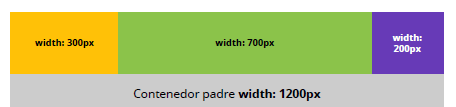 width: 300px
width: 700px
width:
200px
Contenedor padre width: 1200px